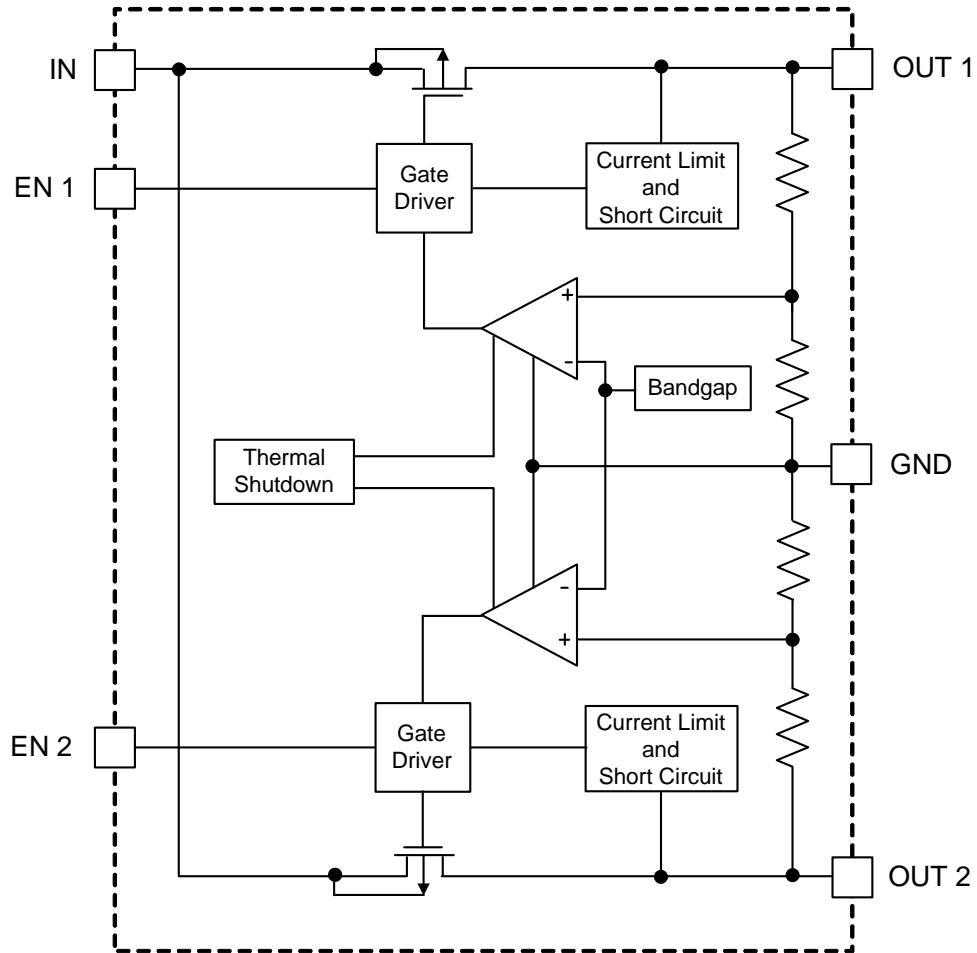 IN
OUT 1
EN 1
Gate
Driver
Current Limit
and
Short Circuit
+
-
Bandgap
Thermal
Shutdown
GND
-
+
EN 2
Gate
Driver
Current Limit
and
Short Circuit
OUT 2